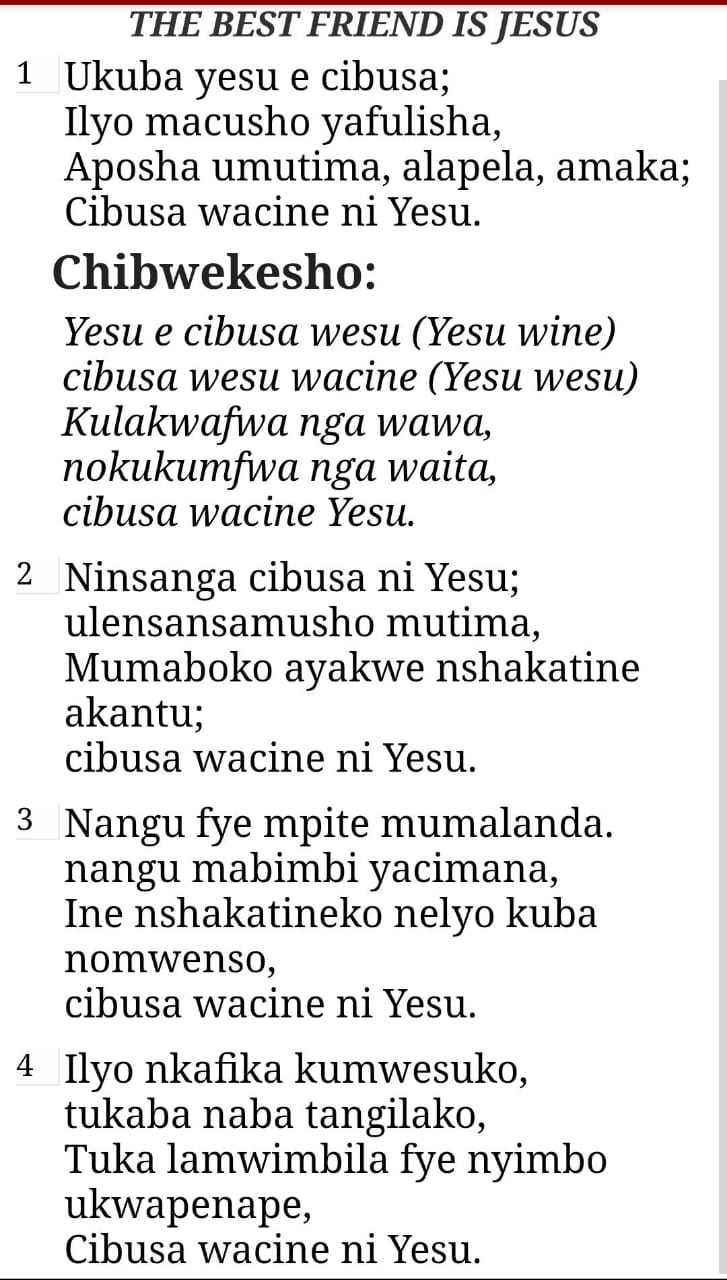 THE BEST FRIEND IS JESUS
1 Ukuba yesu e cibusa;
Ilyo macusho yafulisha,
Aposha umutima, alapela, amaka;
Cibusa wacine ni Yesu.
Chibwekesho:
Yesu e cibusa wesu (Yesu wine)
cibusa wesu wacine (Yesu wesu)
Kulakwafwa nga wawa,
nokukumfwa nga waita,
cibusa wacine Yesu.
2 Ninsanga cibusa ni Yesu;
ulensansamusho mutima,
Mumaboko ayakwe nshakatine
akantu;
cibusa wacine ni Yesu.
3 Nangu fye mpite mumalanda.
nangu mabimbi yacimana,
Ine nshakatineko nelyo kuba
nomwenso,
cibusa wacine ni Yesu.
4 Ilyo nkafika kumwesuko,
tukaba naba tangilako,
Tuka lamwimbila fye nyimbo
ukwapenape,
Cibusa wacine ni Yesu.